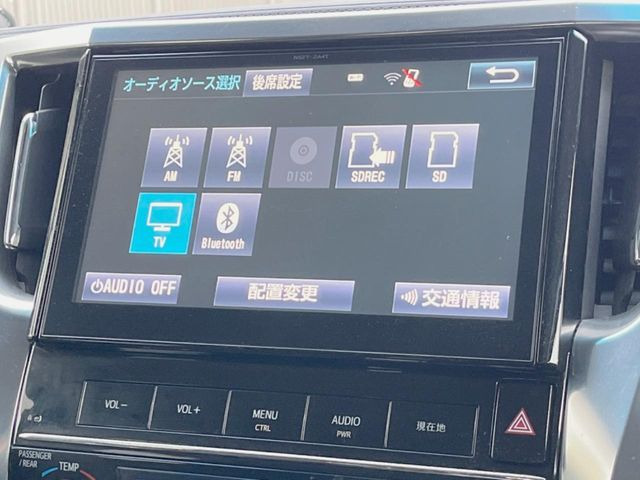 NSZT-ZA4T
オーディオソース選択 後席設定
AM FM DISC SDREC SD
TV Bluetooth
AUDIO OFF 配置変更 交通情報
VOL- VOL+ MENU CTRL AUDIO PWR 現在地
PASSENGER /REAR TEMP